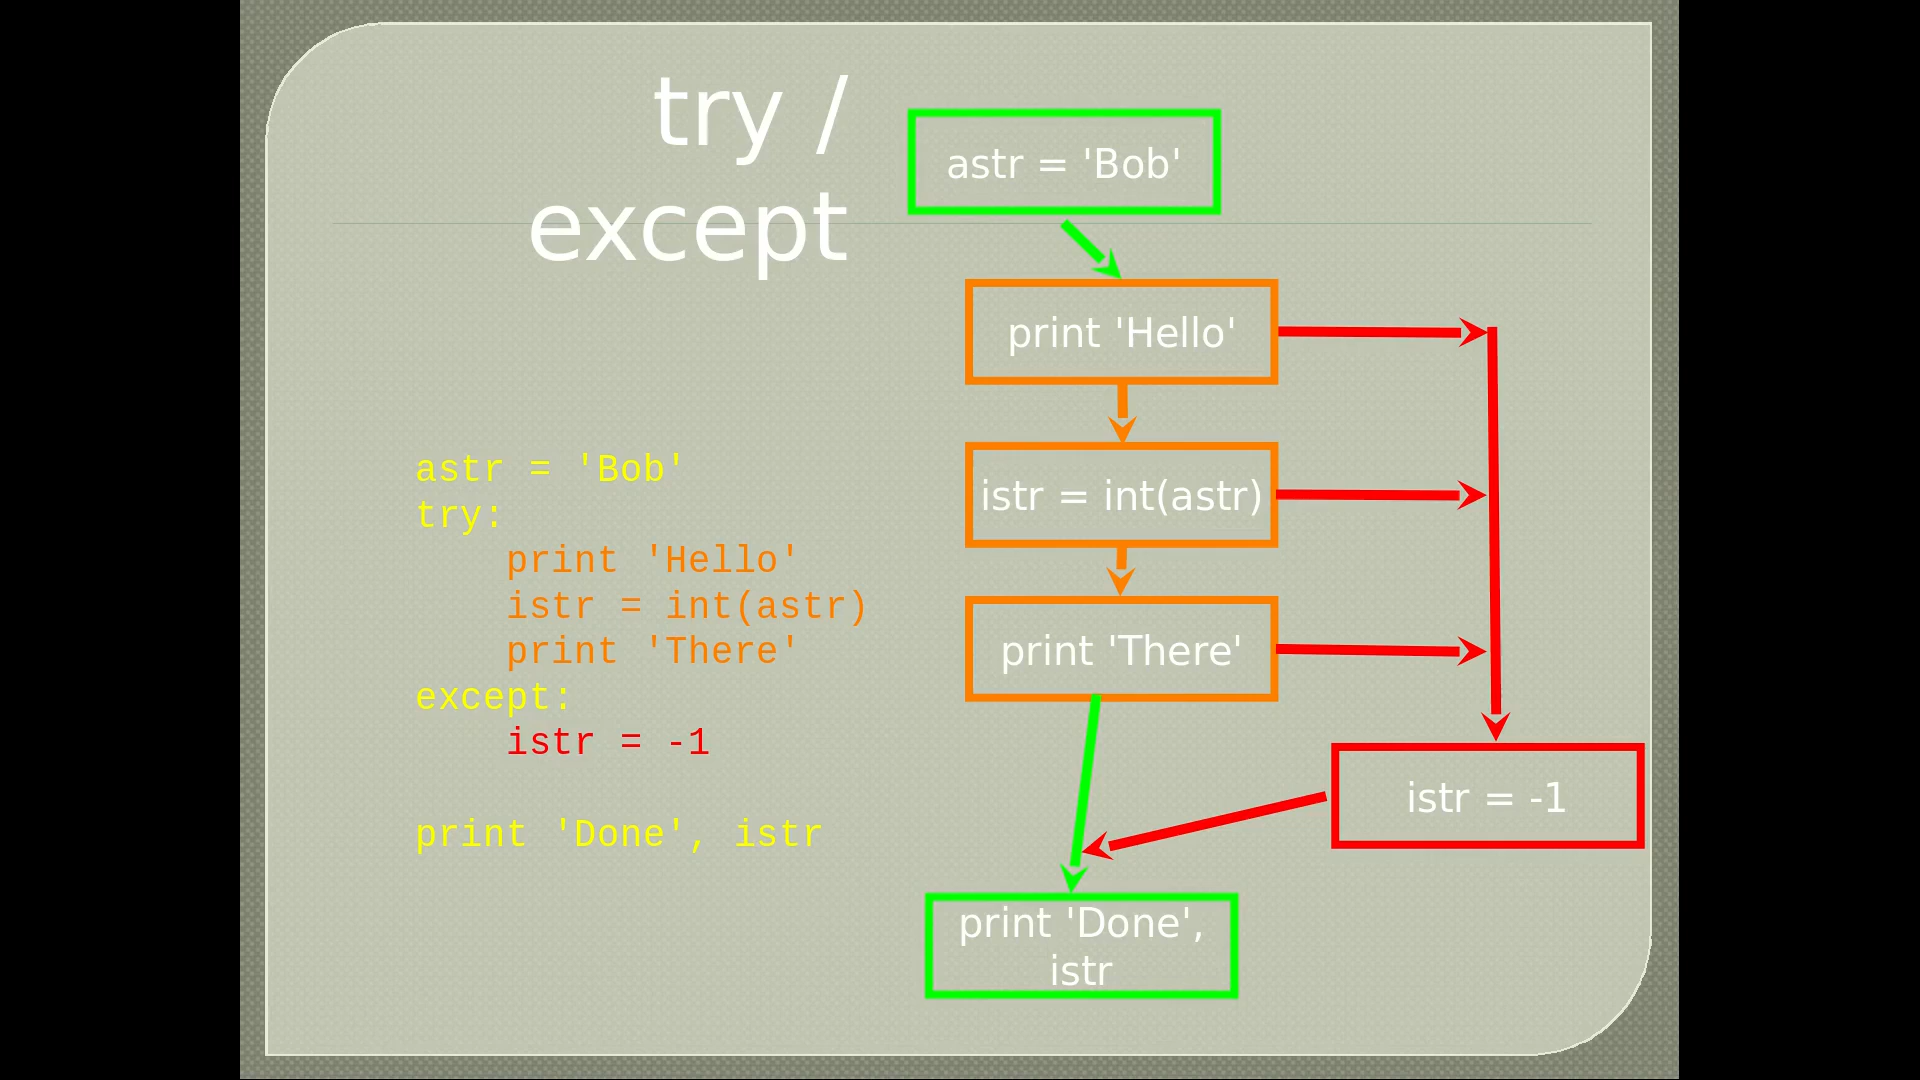 try /
except
astr = 'Bob'
try:
    print 'Hello'
    istr = int(astr)
    print 'There'
except:
    istr = -1
print 'Done', istr
astr = 'Bob'
print 'Hello'
istr = int(astr)
print 'There'
istr = -1
print 'Done',
istr